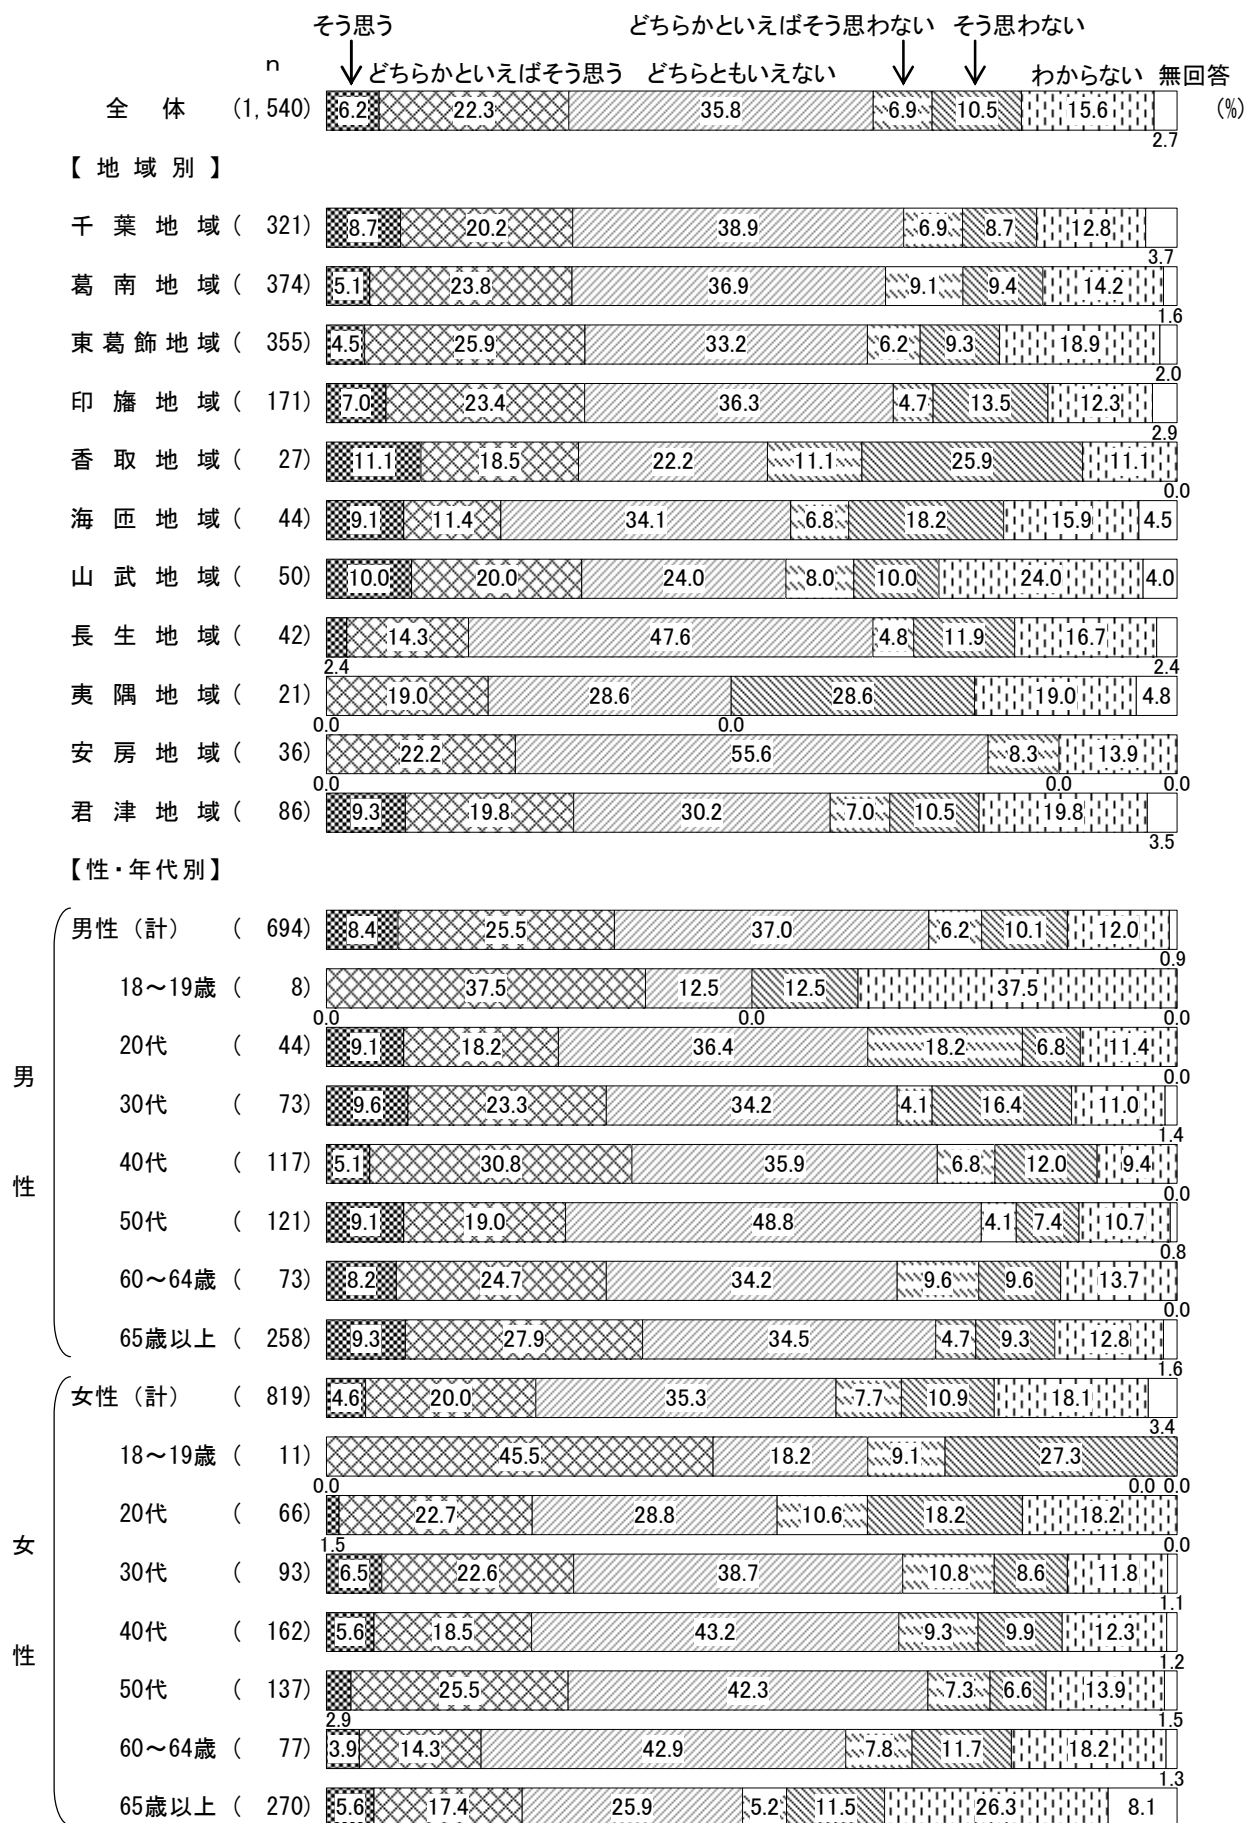 そう思う どちらかといえばそう思わない そう思わない
n どちらかといえばそう思う どちらともいえない わからない 無回答
全 体 (1,540) 6.2 22.3 35.8 6.9 10.5 15.6 (%)
2.7
【 地 域 別 】
千 葉 地 域 ( 321) 8.7 20.2 38.9 6.9 8.7 12.8
3.7
葛 南 地 域 ( 374) 5.1 23.8 36.9 9.1 9.4 14.2
1.6
東 葛 飾 地 域 ( 355) 4.5 25.9 33.2 6.2 9.3 18.9
2.0
印 旛 地 域 ( 171) 7.0 23.4 36.3 4.7 13.5 12.3
2.9
香 取 地 域 ( 27) 11.1 18.5 22.2 11.1 25.9 11.1
0.0
海 匝 地 域 ( 44) 9.1 11.4 34.1 6.8 18.2 15.9 4.5
山 武 地 域 ( 50) 10.0 20.0 24.0 8.0 10.0 24.0 4.0
長 生 地 域 ( 42) 14.3 47.6 4.8 11.9 16.7
2.4 2.4
夷 隅 地 域 ( 21) 19.0 28.6 28.6 19.0 4.8
0.0 0.0
安 房 地 域 ( 36) 22.2 55.6 8.3 13.9
0.0 0.0 0.0
君 津 地 域 ( 86) 9.3 19.8 30.2 7.0 10.5 19.8
3.5
【性・年代別】
男性（計） ( 694) 8.4 25.5 37.0 6.2 10.1 12.0
0.9
18～19歳 ( 8) 37.5 12.5 12.5 37.5
0.0 0.0 0.0
20代 ( 44) 9.1 18.2 36.4 18.2 6.8 11.4
0.0
男
30代 ( 73) 9.6 23.3 34.2 4.1 16.4 11.0
1.4
40代 ( 117) 5.1 30.8 35.9 6.8 12.0 9.4
性
0.0
50代 ( 121) 9.1 19.0 48.8 4.1 7.4 10.7
0.8
60～64歳 ( 73) 8.2 24.7 34.2 9.6 9.6 13.7
0.0
65歳以上 ( 258) 9.3 27.9 34.5 4.7 9.3 12.8
1.6
女性（計） ( 819) 4.6 20.0 35.3 7.7 10.9 18.1
3.4
18～19歳 ( 11) 45.5 18.2 9.1 27.3
0.0 0.0 0.0
20代 ( 66) 22.7 28.8 10.6 18.2 18.2
女
1.5 0.0
30代 ( 93) 6.5 22.6 38.7 10.8 8.6 11.8
1.1
40代 ( 162) 5.6 18.5 43.2 9.3 9.9 12.3
性
1.2
50代 ( 137) 25.5 42.3 7.3 6.6 13.9
2.9 1.5
60～64歳 ( 77) 3.9 14.3 42.9 7.8 11.7 18.2
1.3
65歳以上 ( 270) 5.6 17.4 25.9 5.2 11.5 26.3 8.1